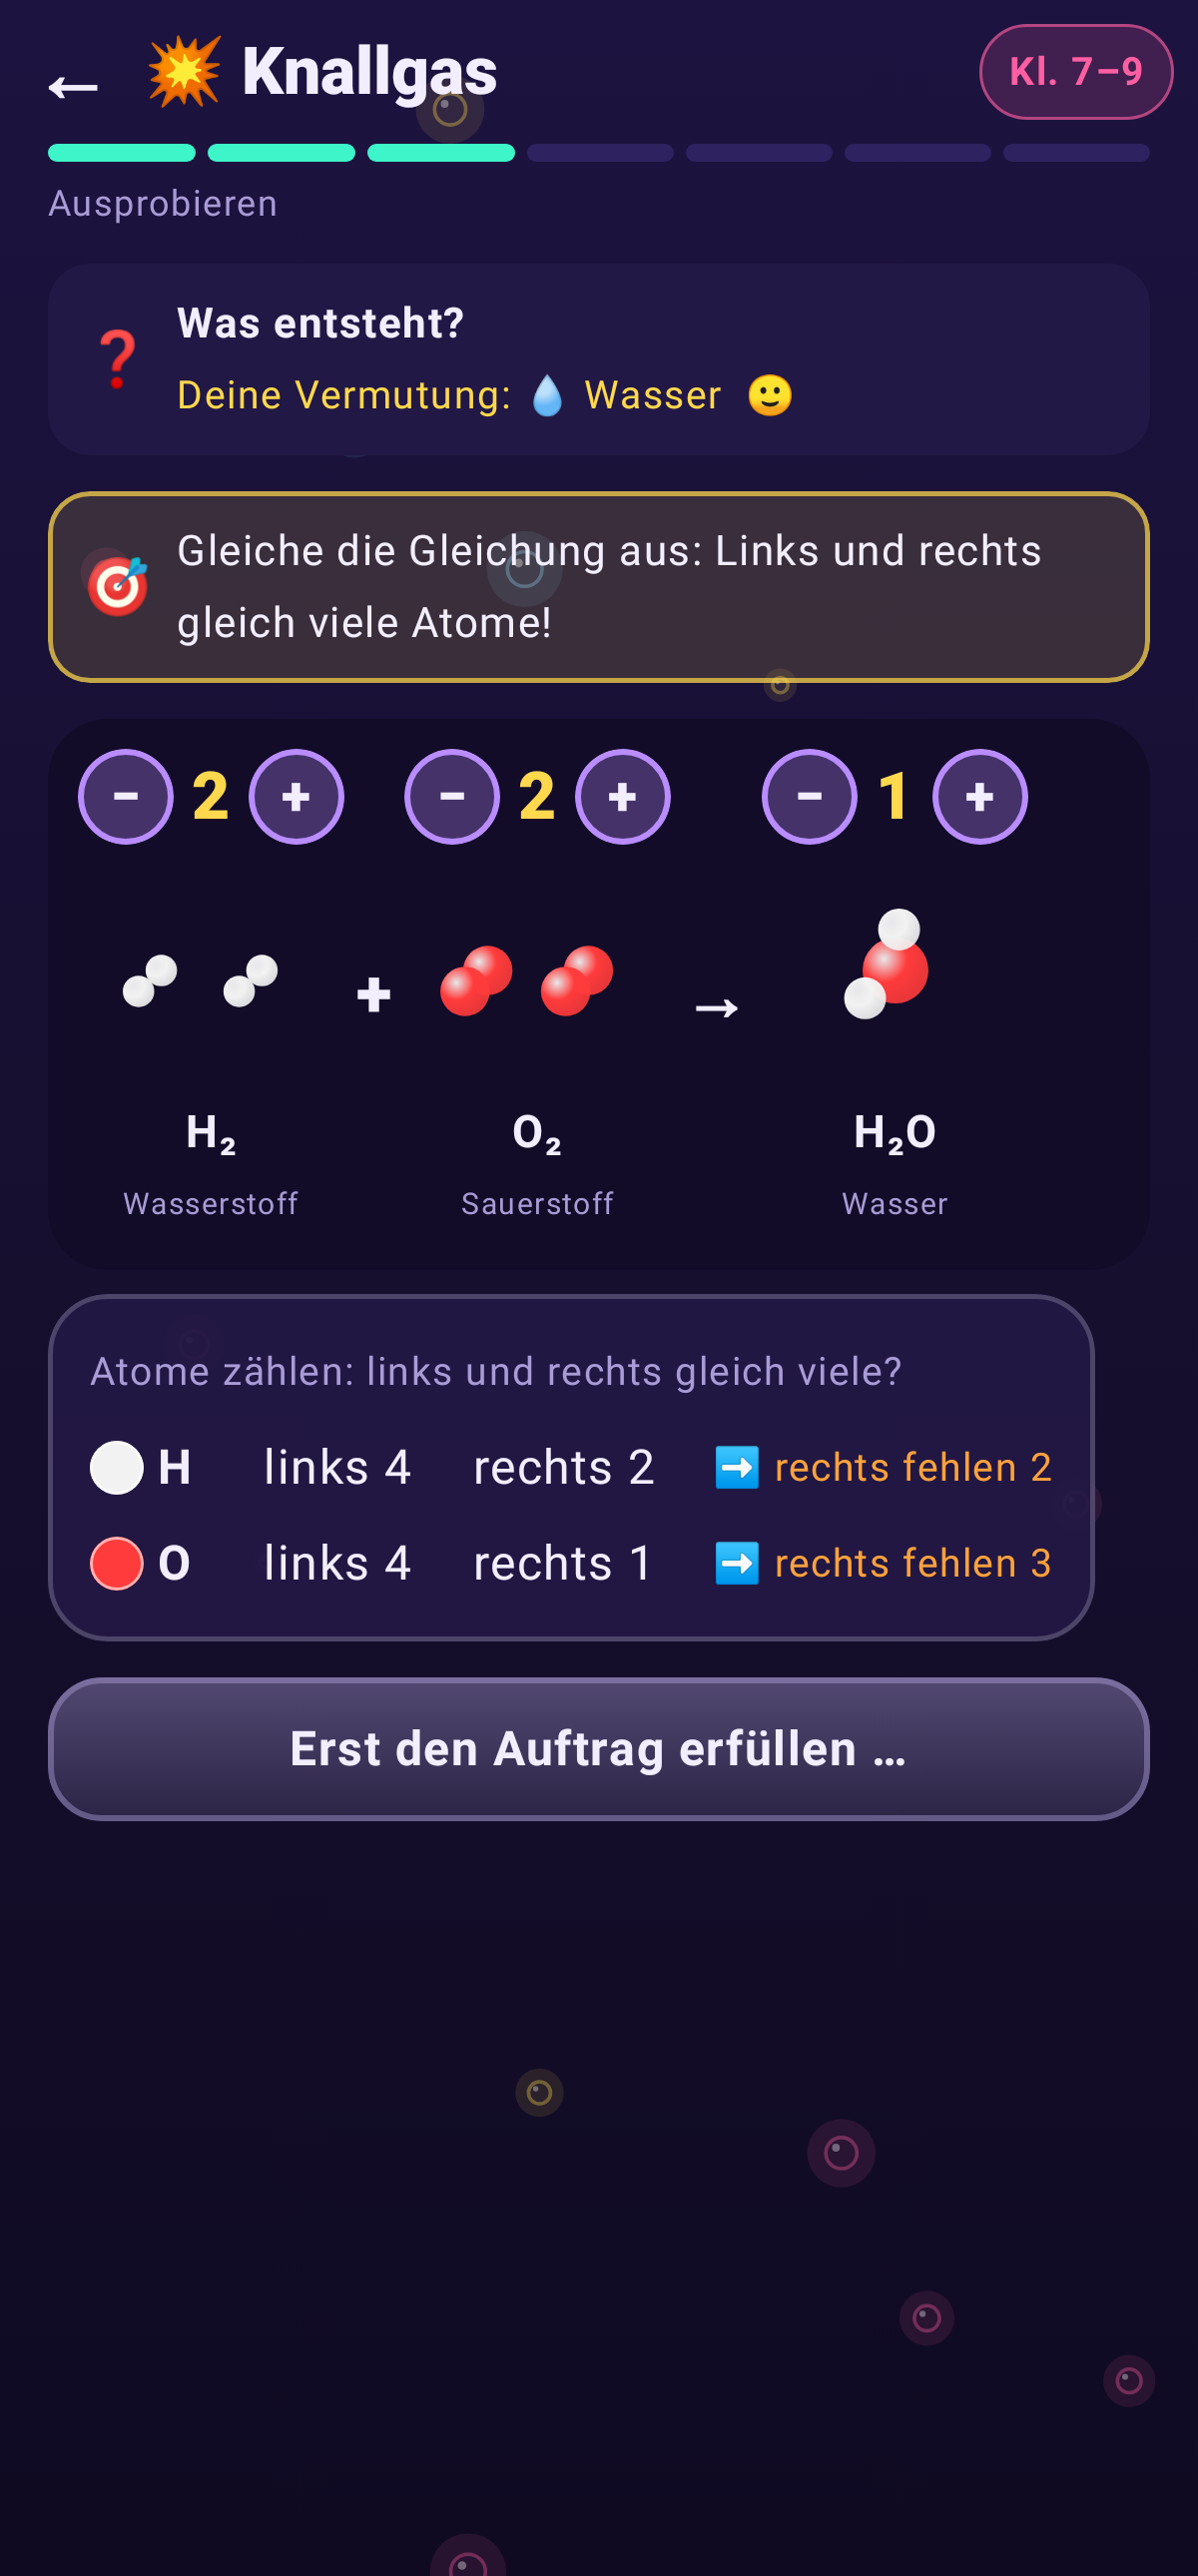 ← 💥 Knallgas Kl. 7–9
Ausprobieren
❓ Was entsteht?
Deine Vermutung: 💧 Wasser 🙂
🎯 Gleiche die Gleichung aus: Links und rechts
gleich viele Atome!
− 2 + − 2 + − 1 +
+ →
H₂ O₂ H₂O
Wasserstoff Sauerstoff Wasser
Atome zählen: links und rechts gleich viele?
H links 4 rechts 2 ➡️ rechts fehlen 2
O links 4 rechts 1 ➡️ rechts fehlen 3
Erst den Auftrag erfüllen …